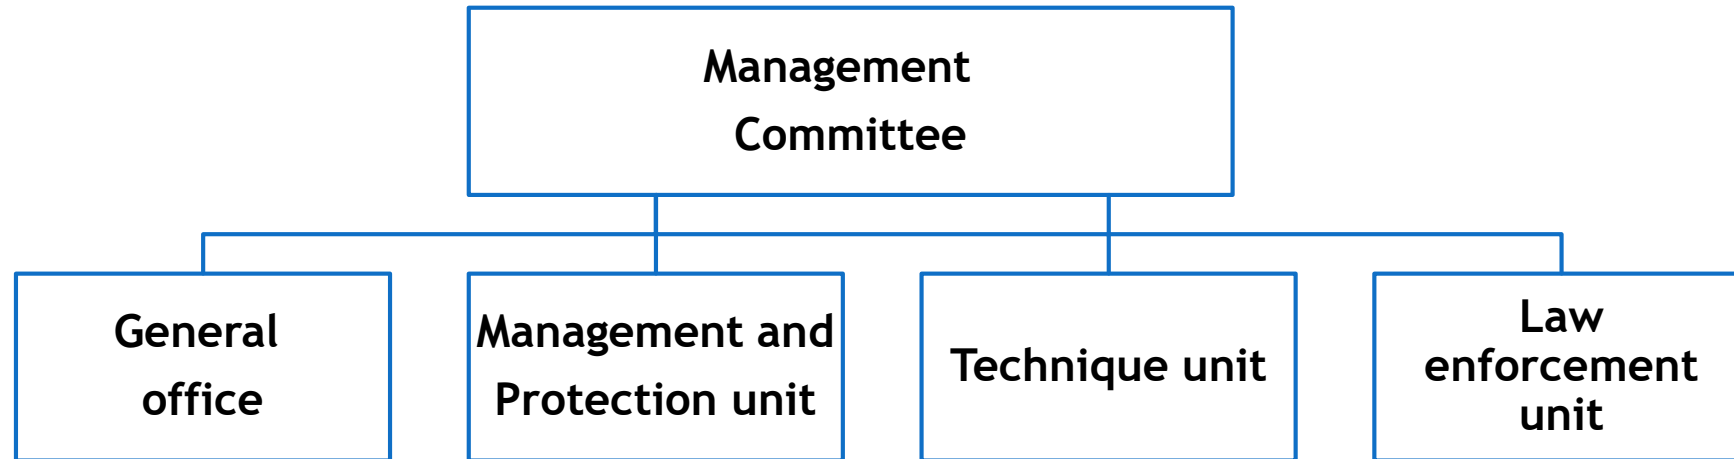 Management
Committee
General
office
Management and
Protection unit
Technique unit
Law
enforcement
unit